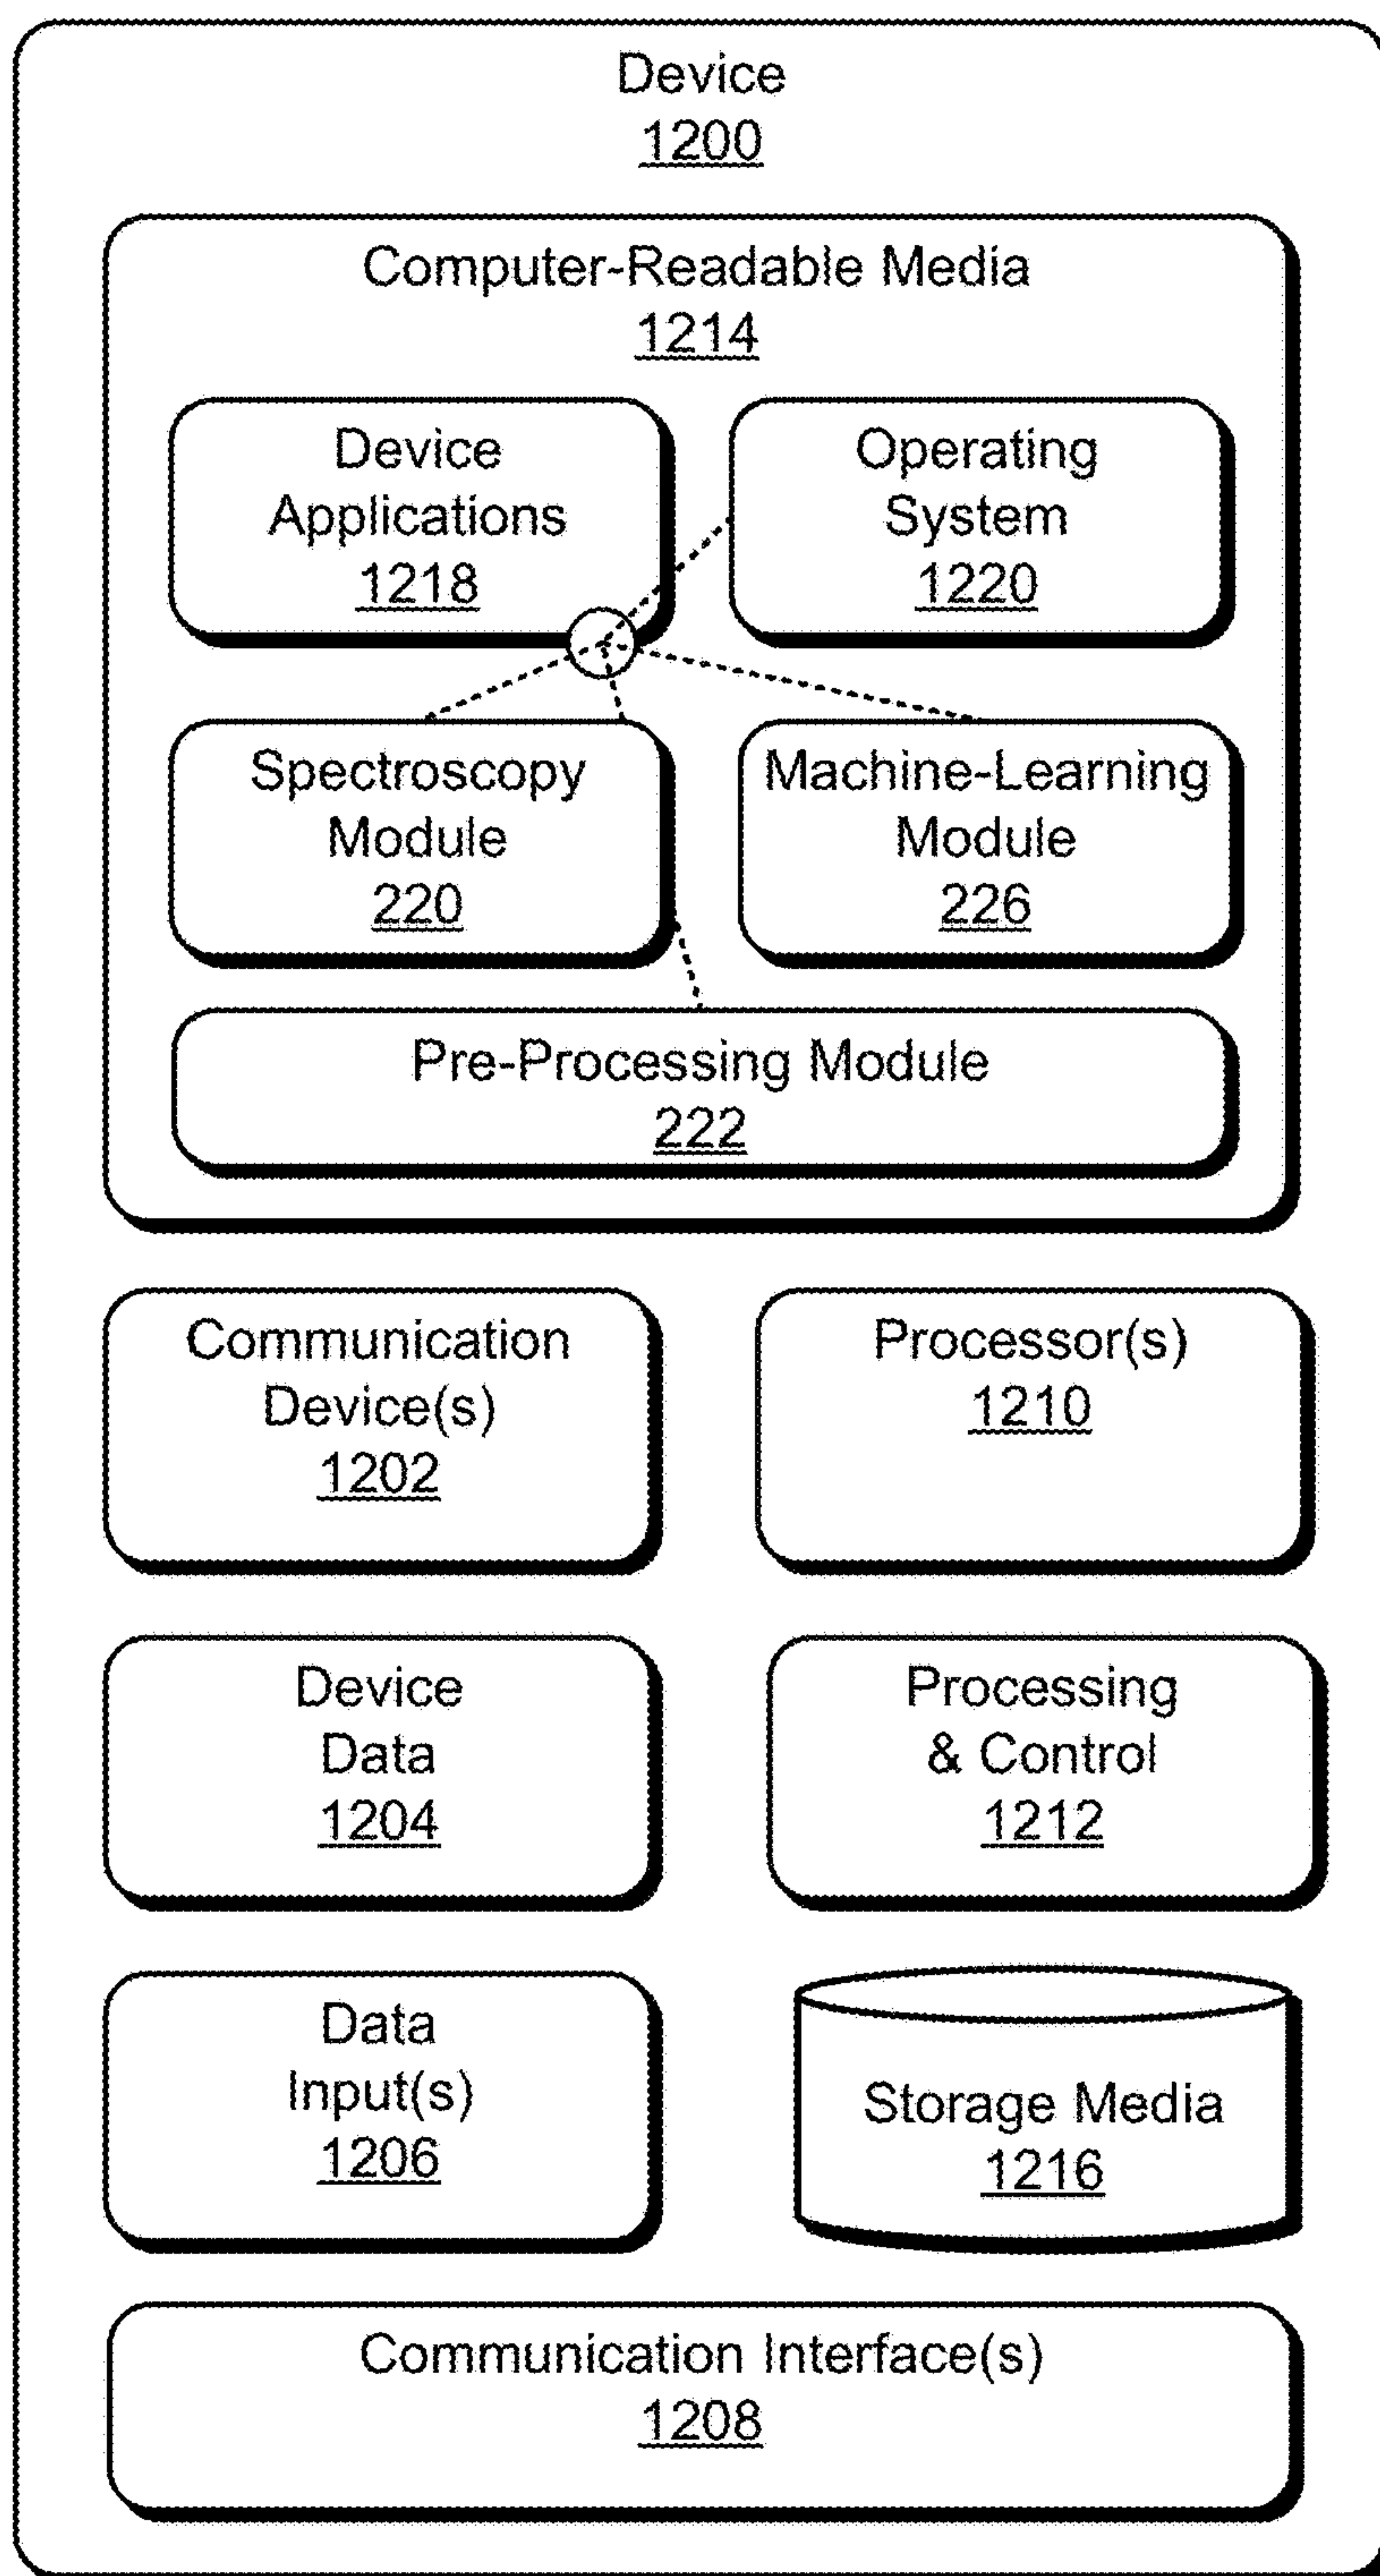 Device
1200
Computer-Readable Media
1214
Device
Applications
1218
Operating
System
1220
Spectroscopy
Module
220
Machine-Learning
Module
226
Pre-Processing Module
222
Communication
Device(s)
1202
Processor(s)
1210
Device
Data
1204
Processing
& Control
1212
Data
Input(s)
1206
Storage Media
1216
Communication Interface(s)
1208